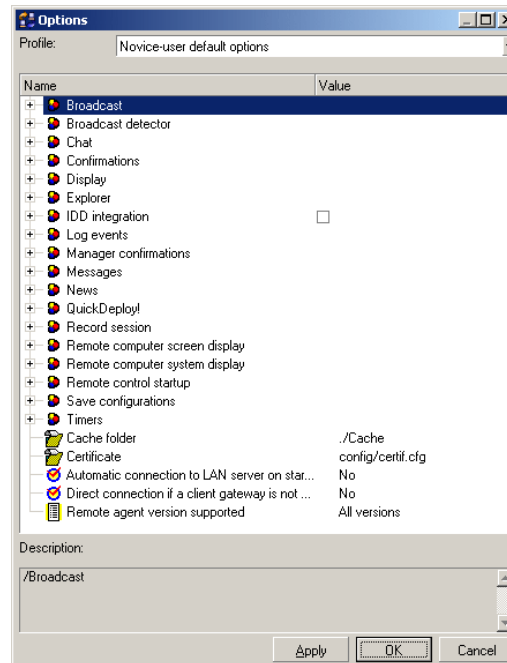 Options
Profile: Novice-user default options
Name Value
Broadcast
Broadcast detector
Chat
Confirmations
Display
Explorer
IDD integration
Log events
Manager confirmations
Messages
News
QuickDeploy!
Record session
Remote computer screen display
Remote computer system display
Remote control startup
Save configurations
Timers
Cache folder ./Cache
Certificate config/certif.cfg
Automatic connection to LAN server on star... No
Direct connection if a client gateway is not ... No
Remote agent version supported All versions
Description:
/Broadcast
Apply OK Cancel